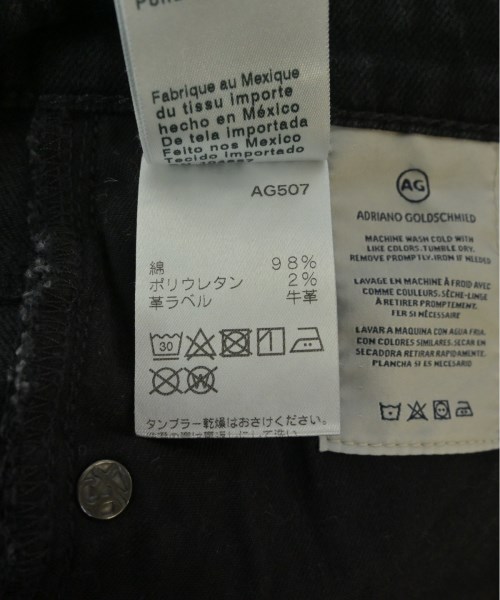 Fabrique au Mexique
du tissu importe
hecho en México
De tela importada
Feito nos Mexico
Tecido Importado
AG507
綿 98%
ポリウレタン 2%
革ラベル 牛革
30
W
タンブラー乾燥はおさけください。
AG
ADRIANO GOLDSCHMIED
MACHINE WASH COLD WITH
LIKE COLORS. TUMBLE DRY.
REMOVE PROMPTLY. IRON IF NEEDED
LAVAGE EN MACHINE À FROID AVEC
COMME COULEURS. SÈCHE-LINGE
À RETIRER PROMPTEMENT.
FER SI NÉCESSAIRE
LAVAR A MAQUINA CON AGUA FRIA.
CON COLORES SIMILARES. SECAR EN
SECADORA RETIRAR RAPIDAMENTE.
PLANCHA SI ES NECESARIO